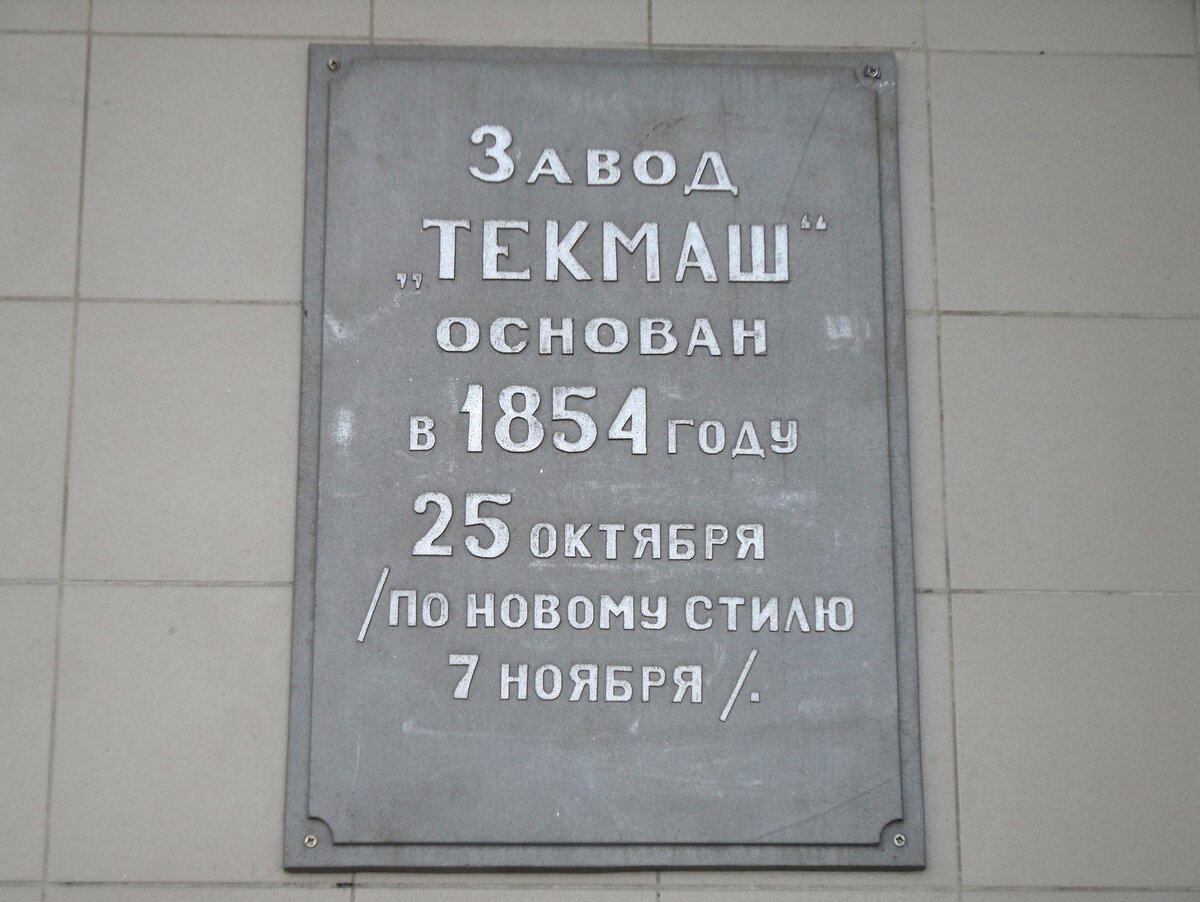 Завод
„ТЕКМАШ“
ОСНОВАН
В 1854 ГОДУ
25 ОКТЯБРЯ
/ПО НОВОМУ СТИЛЮ
7 НОЯБРЯ/.